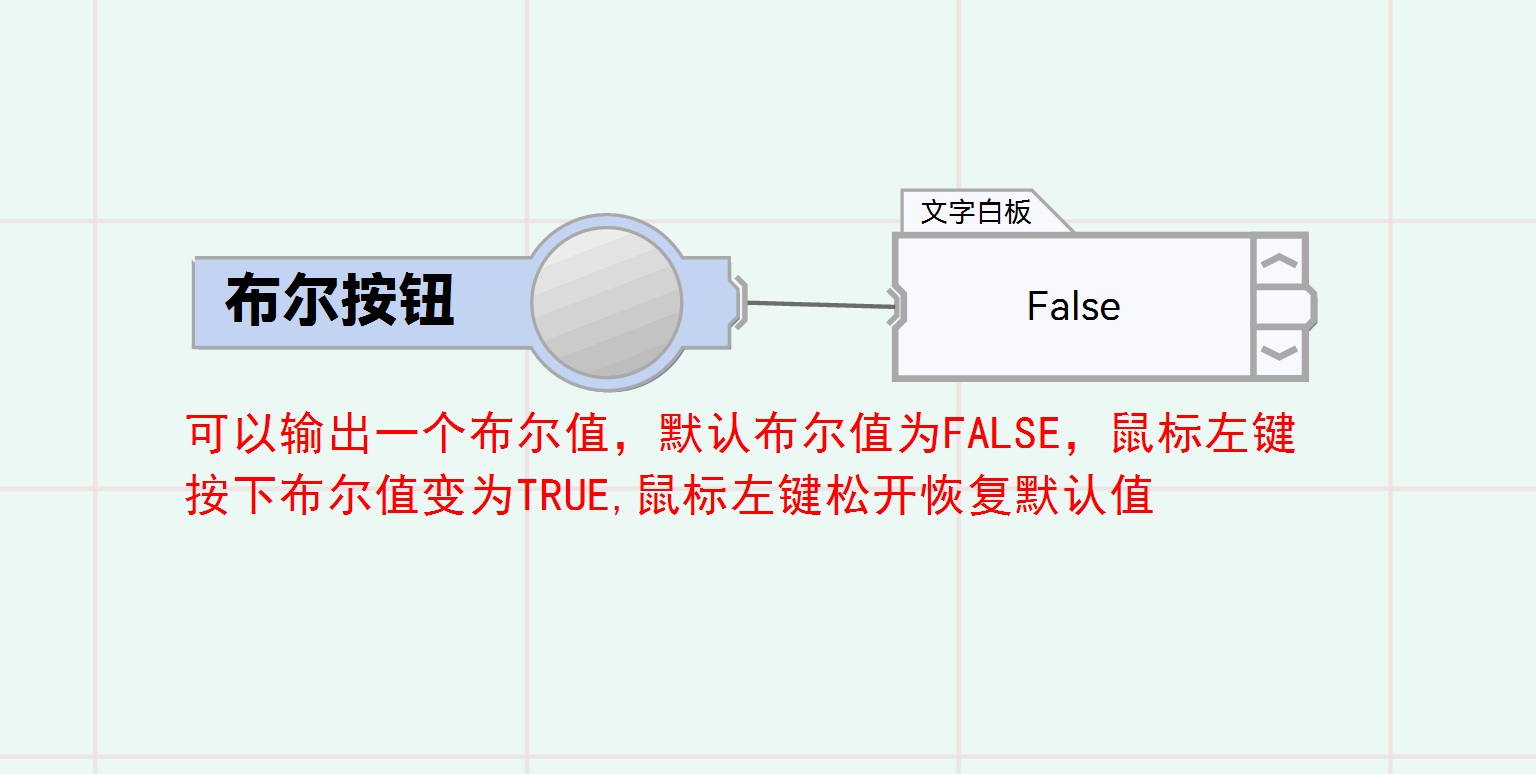 文字白板
布尔按钮
False
可以输出一个布尔值，默认布尔值为FALSE，鼠标左键
按下布尔值变为TRUE,鼠标左键松开恢复默认值